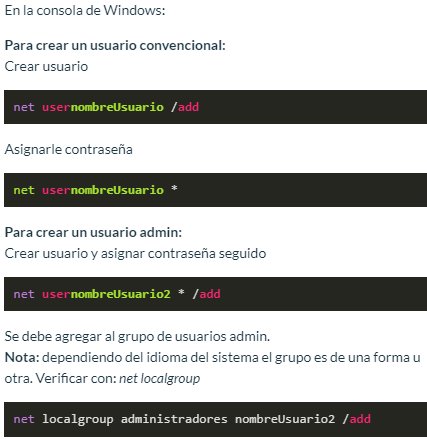 En la consola de Windows:
Para crear un usuario convencional:
Crear usuario
net usernombreUsuario /add
Asignarle contraseña
net usernombreUsuario *
Para crear un usuario admin:
Crear usuario y asignar contraseña seguido
net usernombreUsuario2 * /add
Se debe agregar al grupo de usuarios admin.
Nota: dependiendo del idioma del sistema el grupo es de una forma u
otra. Verificar con: net localgroup
net localgroup administradores nombreUsuario2 /add